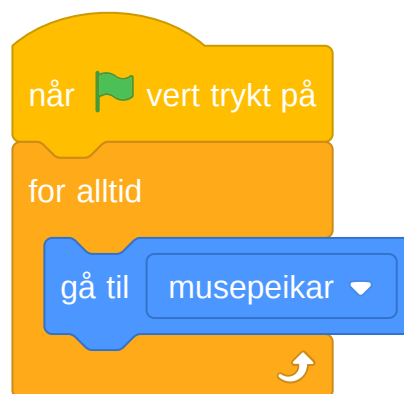 når vert trykt på
for alltid
gå til musepeikar